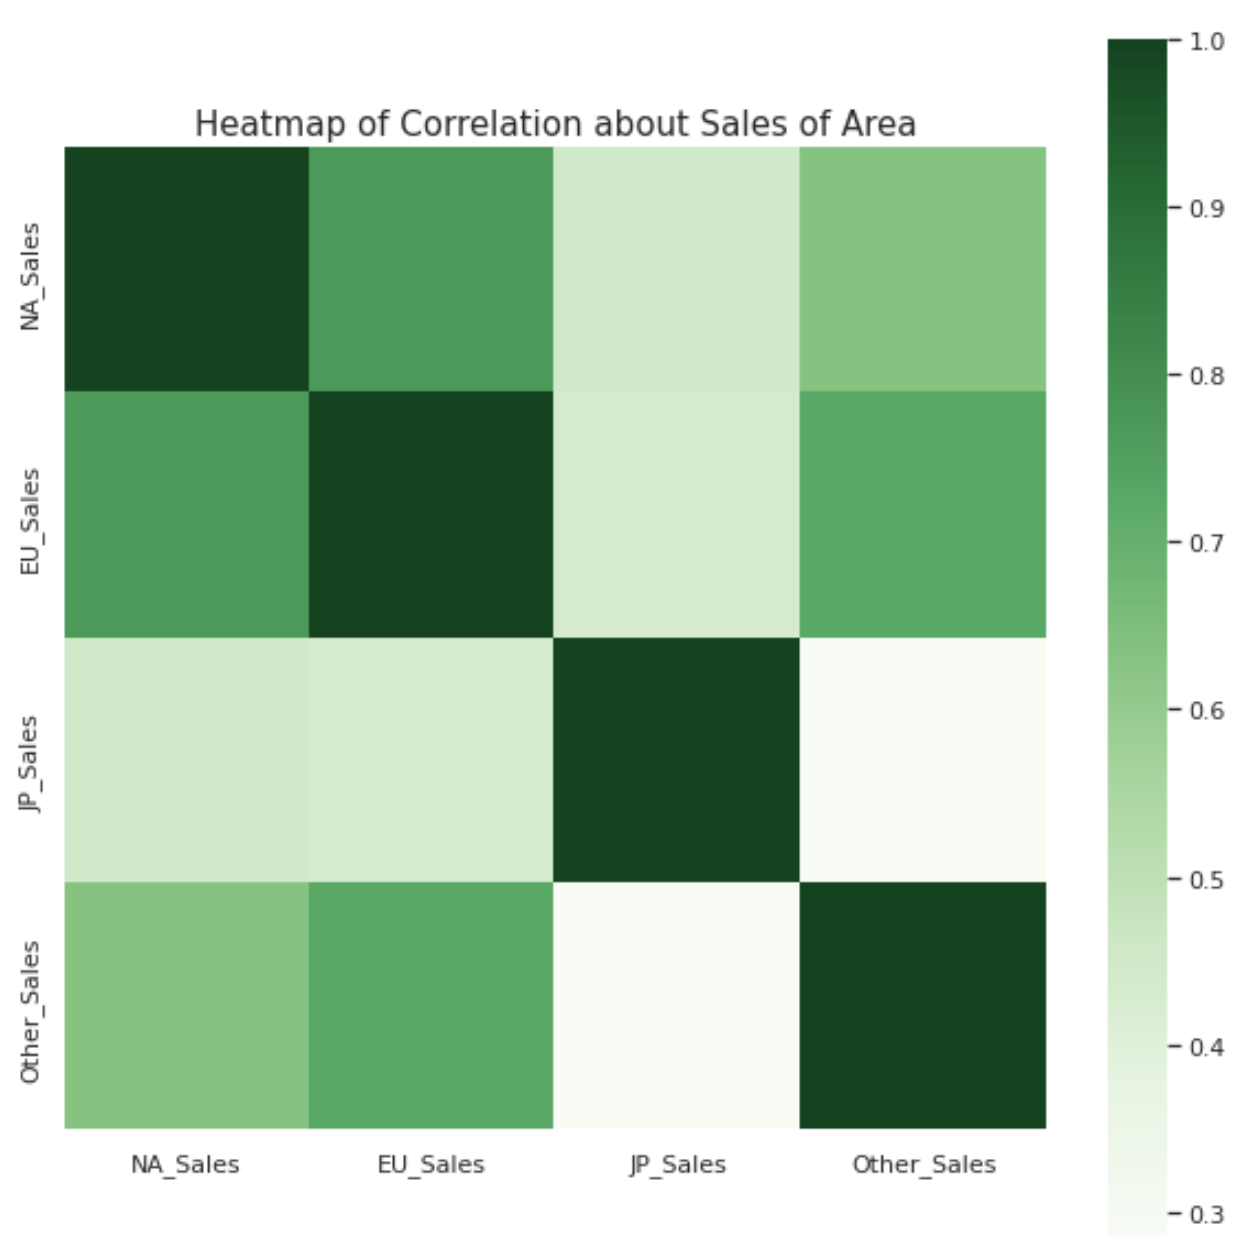 Heatmap of Correlation about Sales of Area
NA_Sales
EU_Sales
JP_Sales
Other_Sales
NA_Sales
EU_Sales
JP_Sales
Other_Sales
1.0
0.9
0.8
0.7
0.6
0.5
0.4
0.3